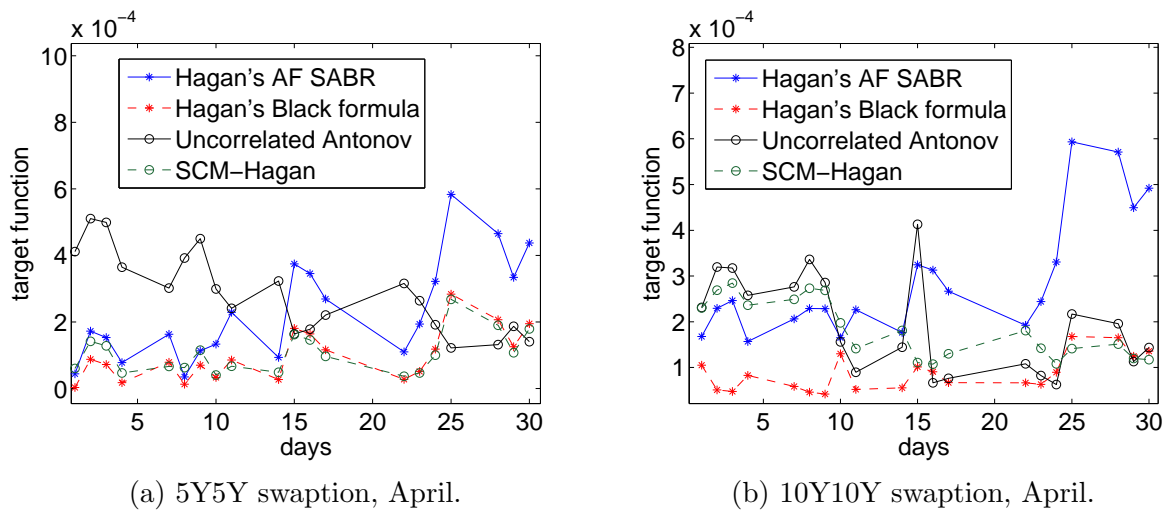 x 10−4
10
8
6
4
2
0
5 10 15 20 25 30
days
target function
Hagan's AF SABR
Hagan's Black formula
Uncorrelated Antonov
SCM−Hagan
(a) 5Y5Y swaption, April.
x 10−4
8
7
6
5
4
3
2
1
5 10 15 20 25 30
days
target function
Hagan's AF SABR
Hagan's Black formula
Uncorrelated Antonov
SCM−Hagan
(b) 10Y10Y swaption, April.